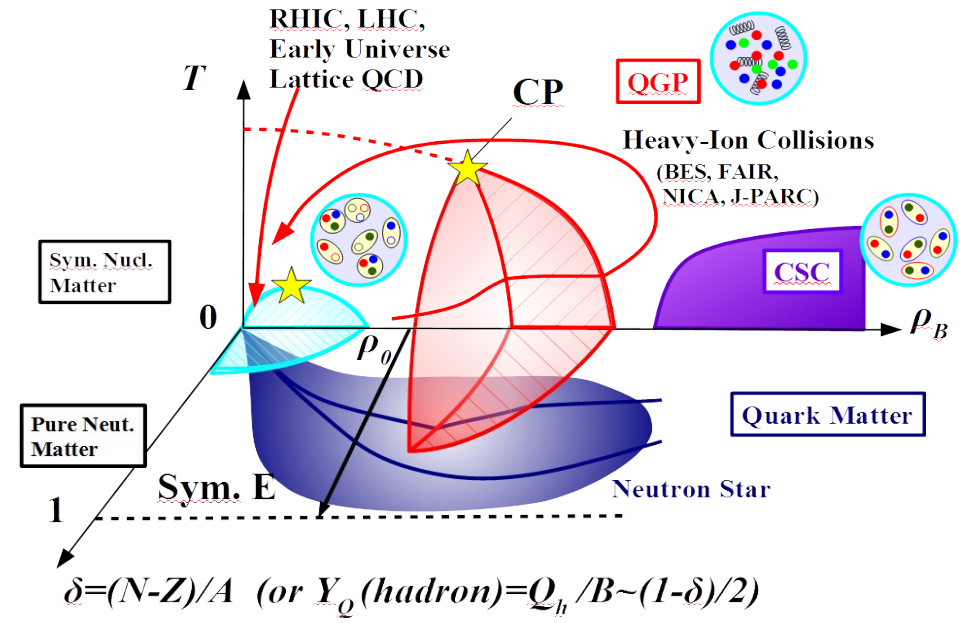 RHIC, LHC,
Early Universe
Lattice QCD
T
CP
QGP
Heavy-Ion Collisions
(BES, FAIR,
NICA, J-PARC)
Sym. Nucl.
Matter
CSC
0
ρ0
ρB
Pure Neut.
Matter
Quark Matter
Sym. E
Neutron Star
1
δ=(N-Z)/A (or YQ (hadron)=Qh /B~(1-δ)/2)